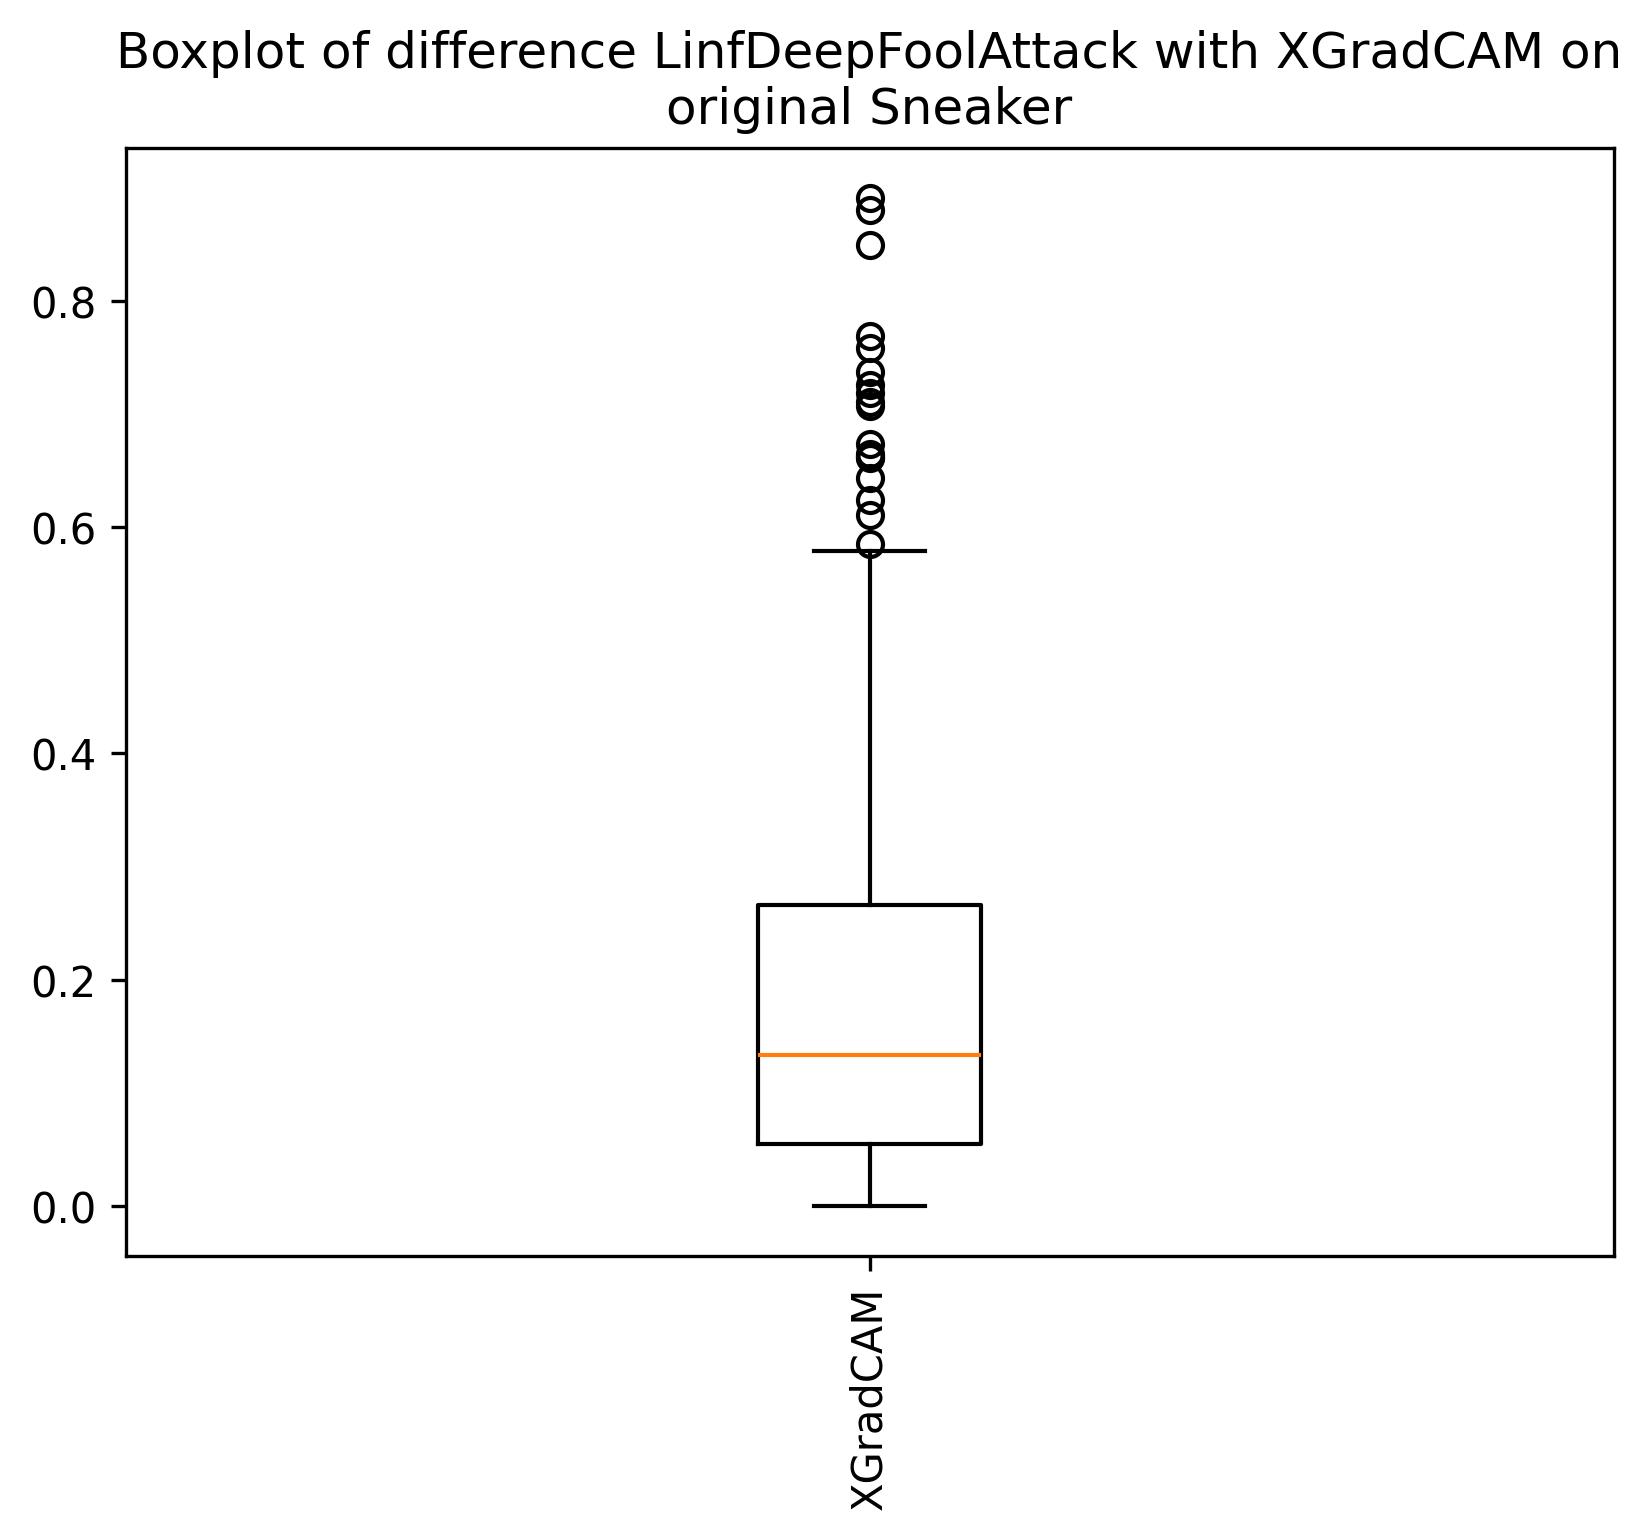 Boxplot of difference LinfDeepFoolAttack with XGradCAM on
original Sneaker
0.8
0.6
0.4
0.2
0.0
XGradCAM